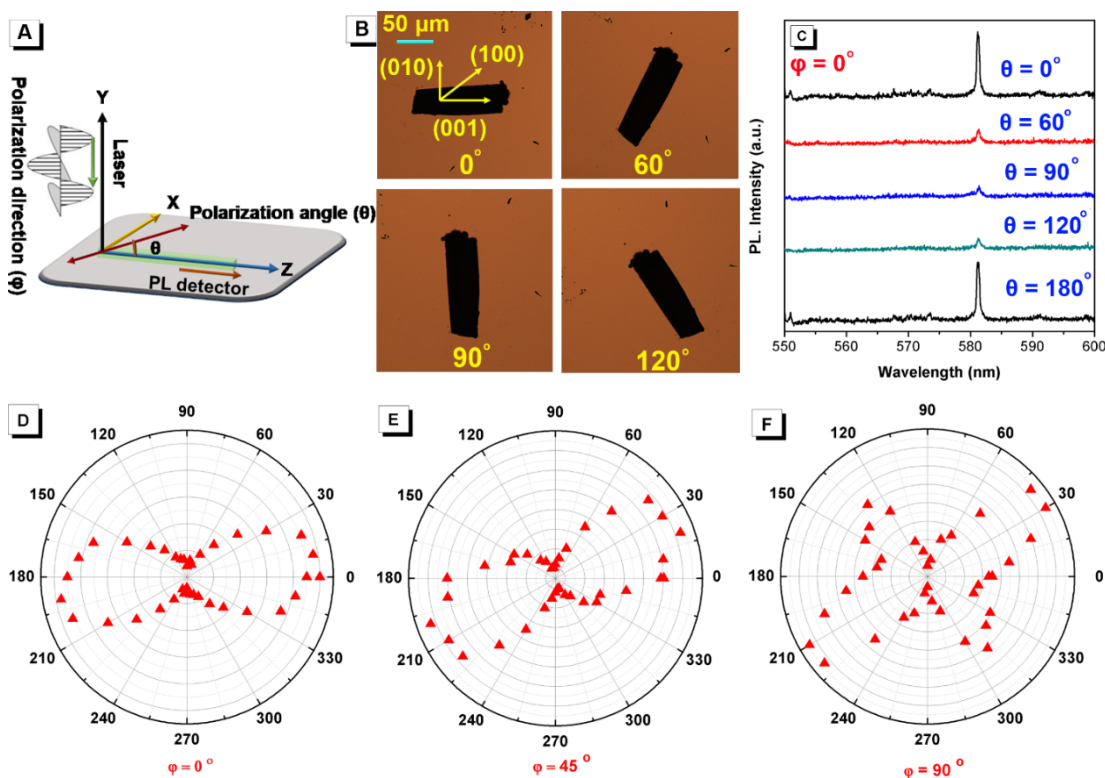 A
Polarization direction (φ)
Y
Laser
X
Polarization angle (θ)
θ
Z
PL detector
B
50 µm
(010)
(100)
(001)
0°
60°
90°
120°
C
φ = 0°
θ = 0°
θ = 60°
θ = 90°
θ = 120°
θ = 180°
PL. Intensity (a.u.)
550 560 570 580 590 600
Wavelength (nm)
D
90
120 60
150 30
180 0
210 330
240 300
270
φ = 0°
E
90
120 60
150 30
180 0
210 330
240 300
270
φ = 45°
F
90
120 60
150 30
180 0
210 330
240 300
270
φ = 90°